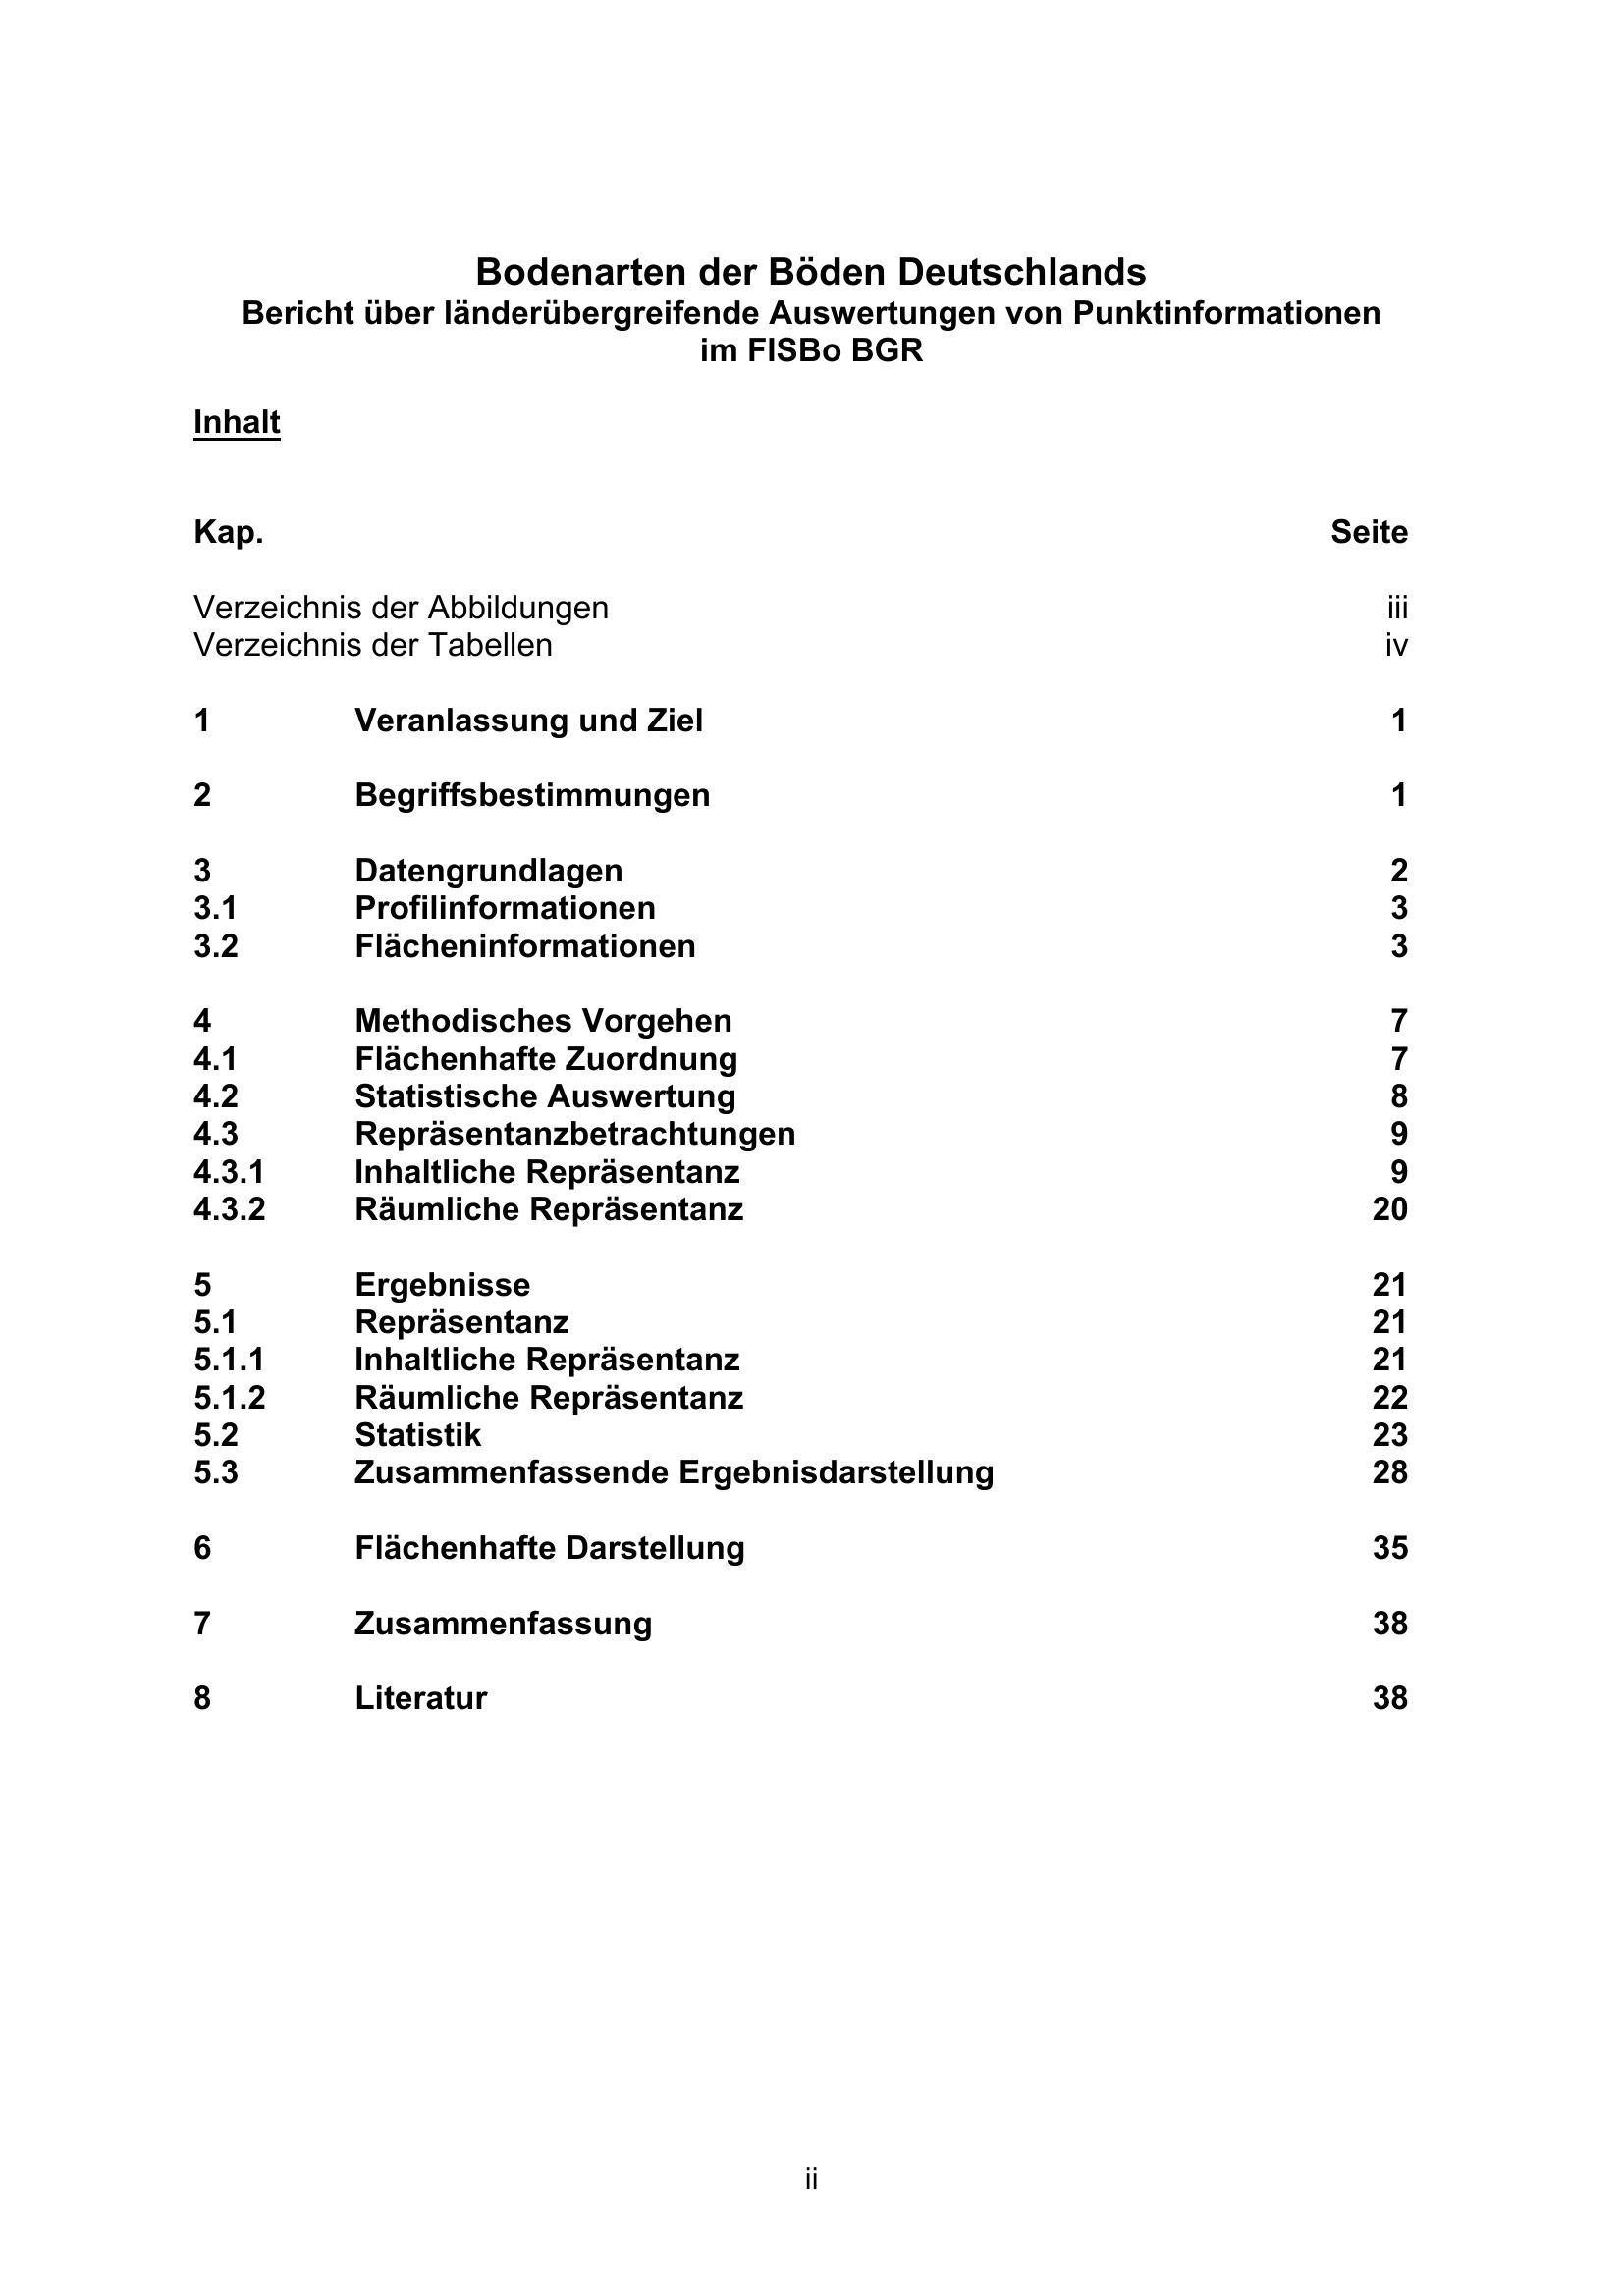 Bodenarten der Böden Deutschlands
Bericht über länderübergreifende Auswertungen von Punktinformationen
im FISBo BGR
Inhalt
Kap. Seite
Verzeichnis der Abbildungen iii
Verzeichnis der Tabellen iv
1 Veranlassung und Ziel 1
2 Begriffsbestimmungen 1
3 Datengrundlagen 2
3.1 Profilinformationen 3
3.2 Flächeninformationen 3
4 Methodisches Vorgehen 7
4.1 Flächenhafte Zuordnung 7
4.2 Statistische Auswertung 8
4.3 Repräsentanzbetrachtungen 9
4.3.1 Inhaltliche Repräsentanz 9
4.3.2 Räumliche Repräsentanz 20
5 Ergebnisse 21
5.1 Repräsentanz 21
5.1.1 Inhaltliche Repräsentanz 21
5.1.2 Räumliche Repräsentanz 22
5.2 Statistik 23
5.3 Zusammenfassende Ergebnisdarstellung 28
6 Flächenhafte Darstellung 35
7 Zusammenfassung 38
8 Literatur 38
ii